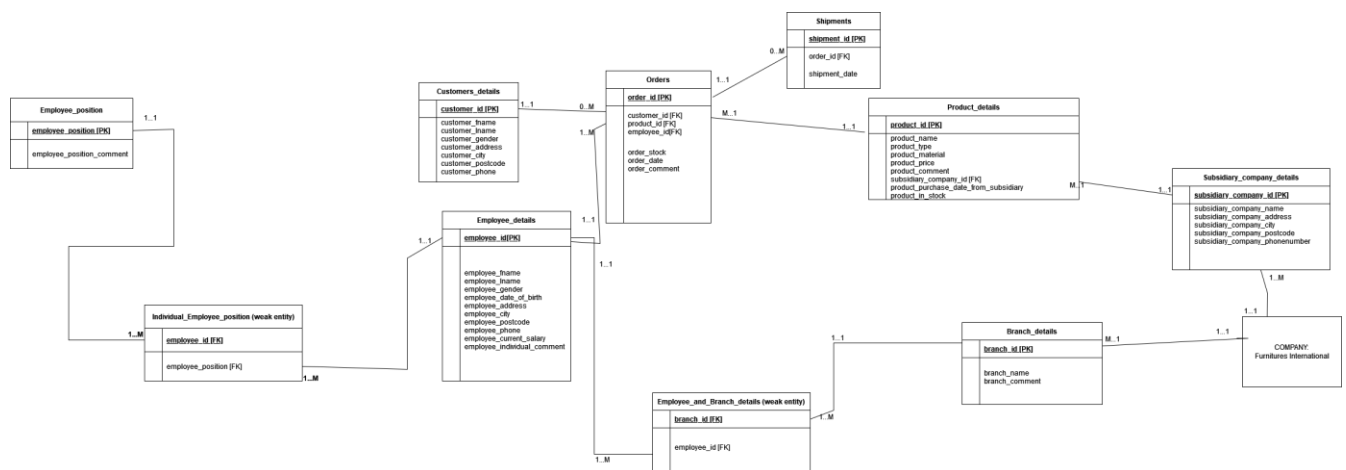 Shipments
shipment_id [PK]
order_id [FK]
shipment_date
0..M
1...1
Orders
order_id [PK]
customer_id [FK]
product_id [FK]
employee_id[FK]
order_stock
order_date
order_comment
Customers_details
customer_id [PK]
customer_fname
customer_lname
customer_gender
customer_address
customer_city
customer_postcode
customer_phone
1...1
0...M
1...M
M...1
1...1
Employee_position
employee_position [PK]
employee_position_comment
1...1
Product_details
product_id [PK]
product_name
product_type
product_material
product_price
product_comment
subsidiary_company_id [FK]
product_purchase_date_from_subsidiary
product_in_stock
M...1
1...1
Subsidiary_company_details
subsidiary_company_id [PK]
subsidiary_company_name
subsidiary_company_address
subsidiary_company_city
subsidiary_company_postcode
subsidiary_company_phonenumber
1...M
1...1
Employee_details
employee_id[PK]
employee_fname
employee_lname
employee_gender
employee_date_of_birth
employee_address
employee_city
employee_postcode
employee_phone
employee_current_salary
employee_individual_comment
1...1
1...1
1...1
Individual_Employee_position (weak entity)
employee_id [FK]
employee_position [FK]
1...M
1...M
Branch_details
branch_id [PK]
branch_name
branch_comment
1...1
M...1
1...1
COMPANY:
Furnitures International
Employee_and_Branch_details (weak entity)
branch_id [FK]
employee_id [FK]
1...M
1...M